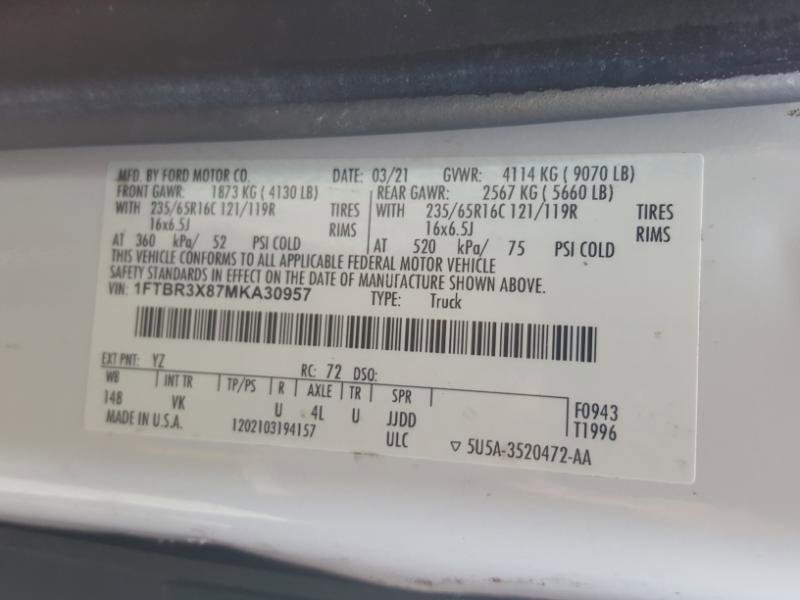 MFD. BY FORD MOTOR CO. DATE: 03/21 GVWR: 4114 KG ( 9070 LB)
FRONT GAWR: 1873 KG ( 4130 LB) REAR GAWR: 2567 KG ( 5660 LB)
WITH 235/65R16C 121/119R TIRES WITH 235/65R16C 121/119R TIRES
16x6.5J RIMS 16x6.5J RIMS
AT 360 kPa/ 52 PSI COLD AT 520 kPa/ 75 PSI COLD
THIS VEHICLE CONFORMS TO ALL APPLICABLE FEDERAL MOTOR VEHICLE
SAFETY STANDARDS IN EFFECT ON THE DATE OF MANUFACTURE SHOWN ABOVE.
VIN: 1FTBR3X87MKA30957 TYPE: Truck
EXT PNT: YZ RC: 72 DSO:
WB INT TR TP/PS R AXLE TR SPR
148 VK U 4L U JJDD F0943
MADE IN U.S.A. 1202103194157 ULC T1996
▽ 5U5A-3520472-AA